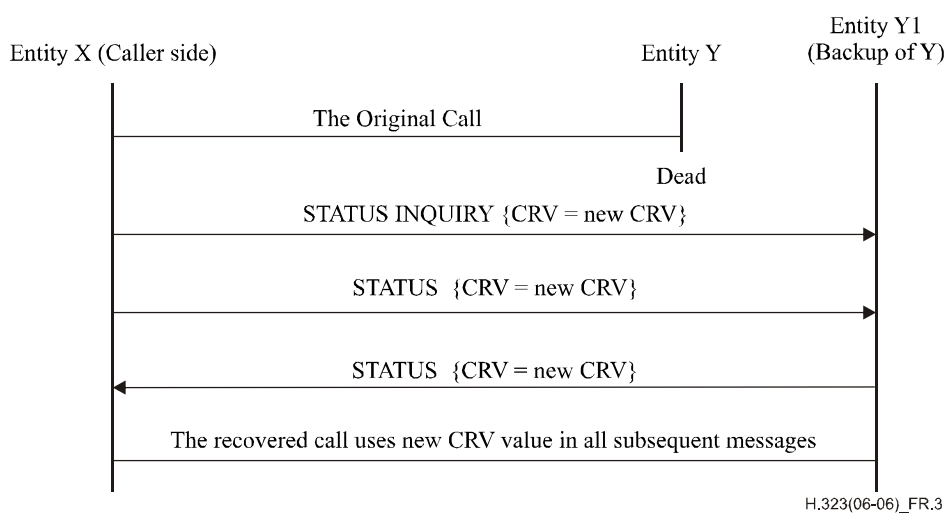 Entity X (Caller side)
Entity Y
Entity Y1
(Backup of Y)
The Original Call
Dead
STATUS INQUIRY {CRV = new CRV}
STATUS {CRV = new CRV}
STATUS {CRV = new CRV}
The recovered call uses new CRV value in all subsequent messages
H.323(06-06)_FR.3